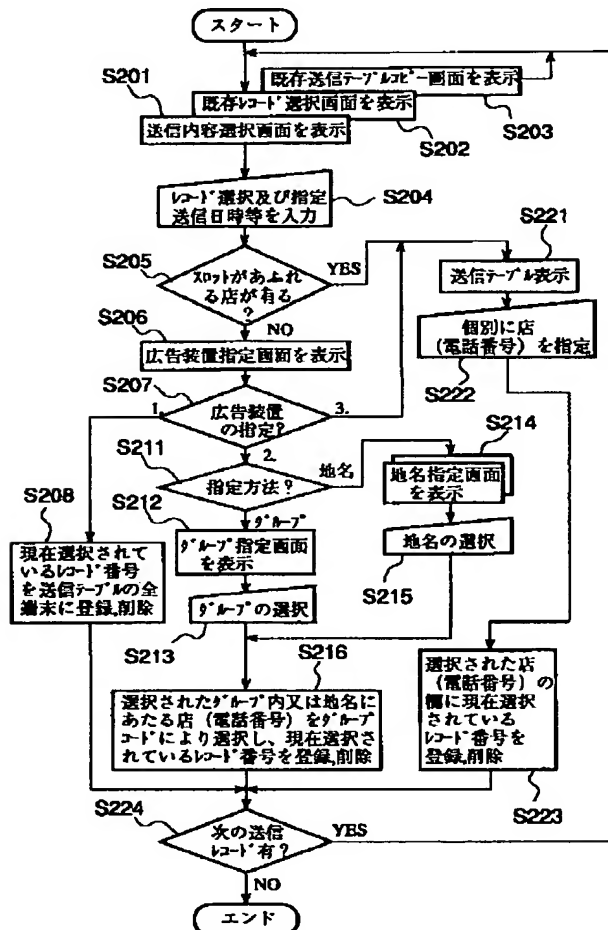 スタート
S201
既存送信テーブルコピー画面を表示
既存レコード選択画面を表示
S203
送信内容選択画面を表示
S202
レコード選択及び指定
送信日時等を入力
S204
S205
スロットがあふれ
る店が有る
?
YES
S221
送信テーブル表示
NO
S206
広告装置指定画面を表示
個別に店
(電話番号)を指定
S222
S207
1.
広告装置
の指定?
3.
2.
S211
指定方法?
地名
S214
地名指定画面
を表示
S208
S212
グループ
グループ指定画面
を表示
地名の選択
S215
現在選択されて
いるレコード番号
を送信テーブルの全
端末に登録,削除
グループの選択
S213
S216
選択されたグループ内又は地名に
あたる店(電話番号)をグループ
コードにより選択し、現在選択さ
れているレコード番号を登録,削除
選択された店
(電話番号)の
欄に現在選択
されている
レコード番号を
登録,削除
S223
S224
次の送信
レコード有?
YES
NO
エンド